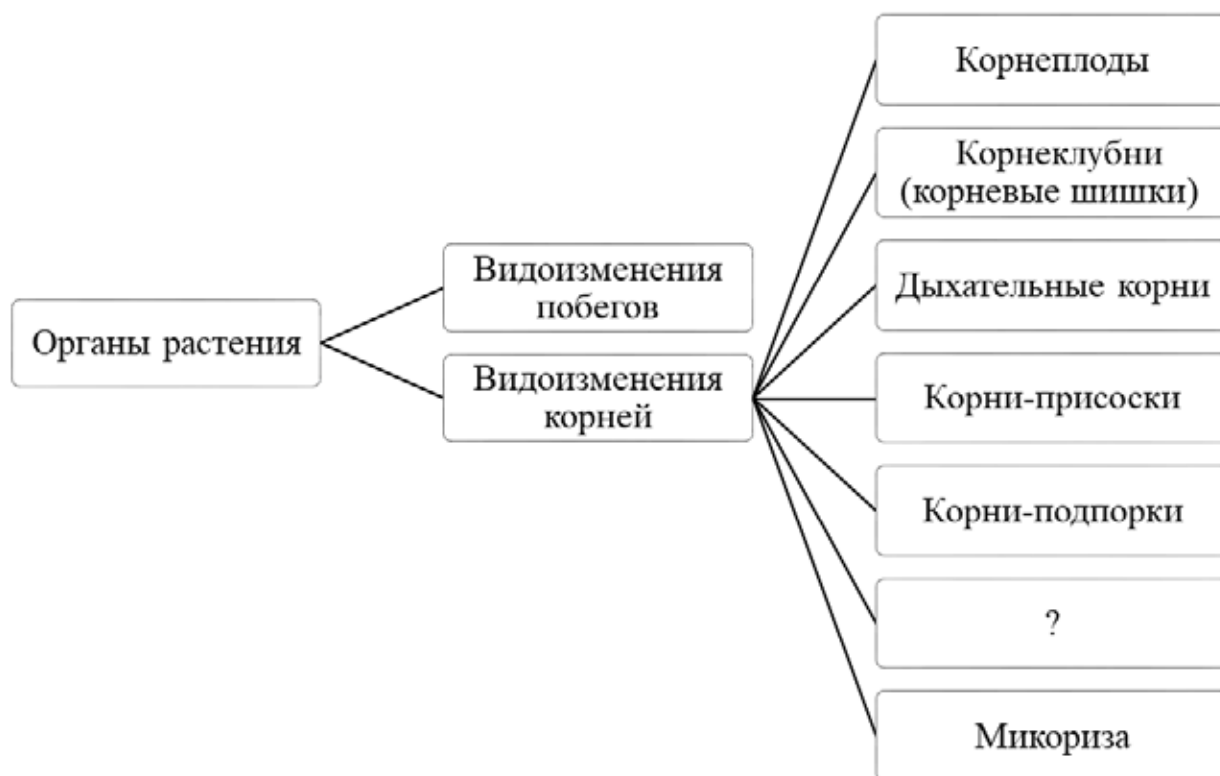 Органы растения
Видоизменения
побегов
Видоизменения
корней
Корнеплоды
Корнеклубни
(корневые шишки)
Дыхательные корни
Корни-присоски
Корни-подпорки
?
Микориза